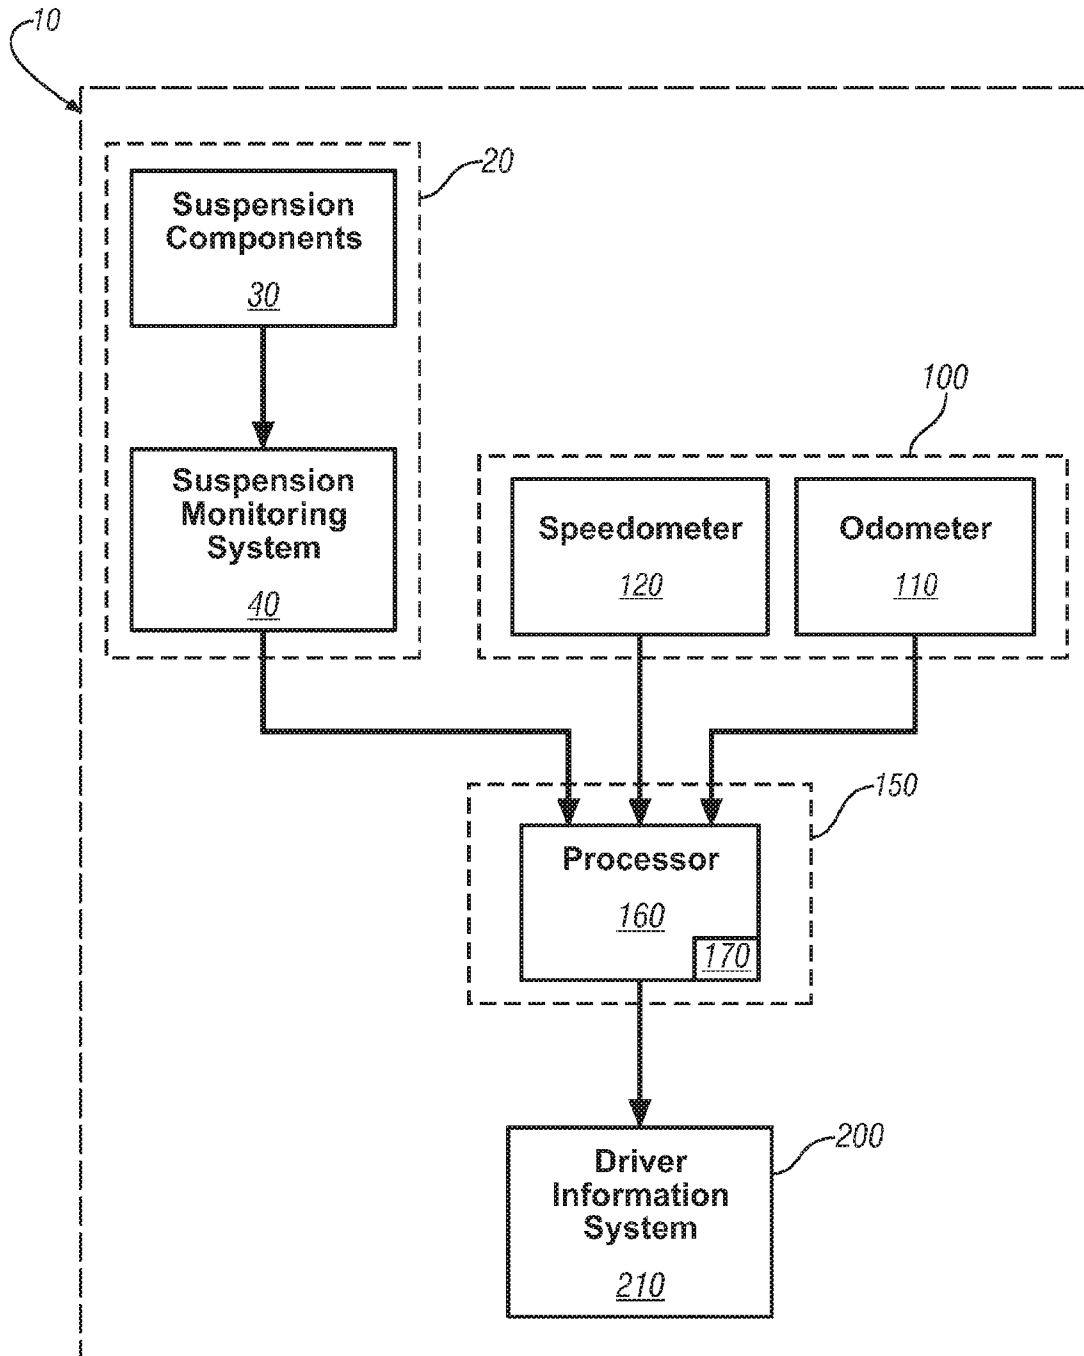 10
20
Suspension
Components
30
100
Suspension
Monitoring
System
40
Speedometer
120
Odometer
110
150
Processor
160
170
200
Driver
Information
System
210